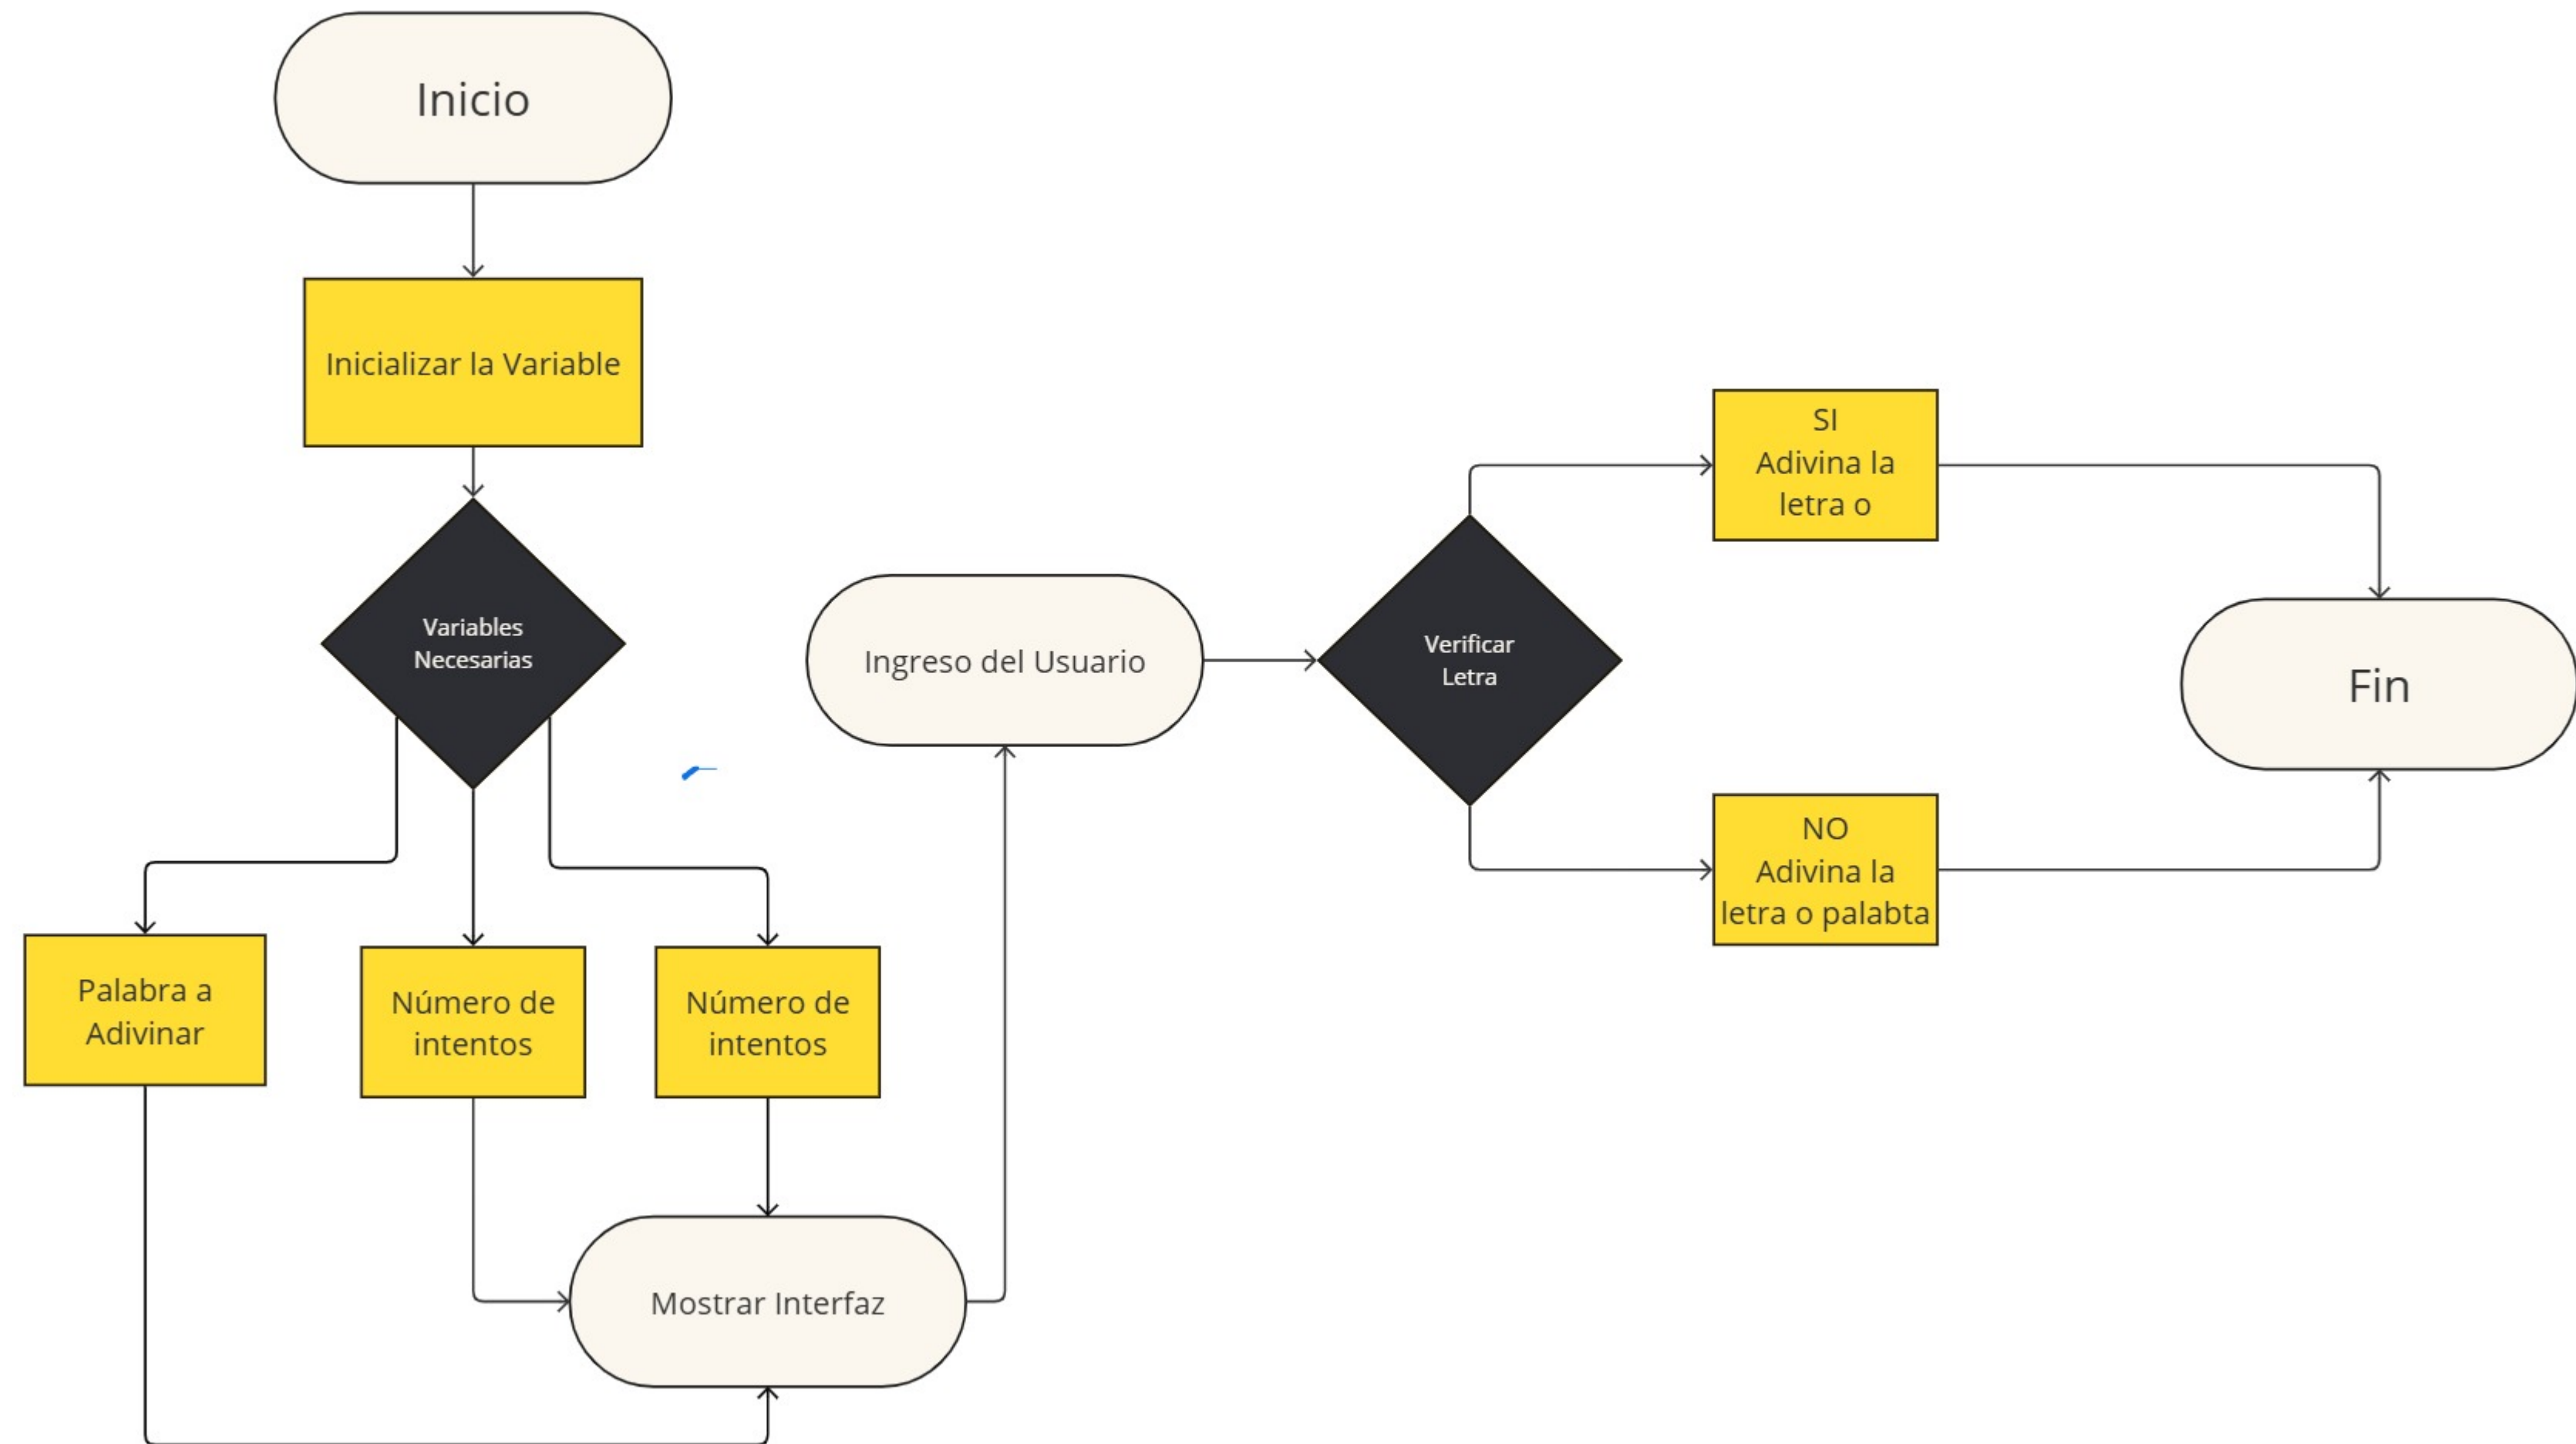 Inicio
Inicializar la Variable
Variables
Necesarias
Palabra a
Adivinar
Número de
intentos
Número de
intentos
Mostrar Interfaz
Ingreso del Usuario
Verificar
Letra
SI
Adivina la
letra o
NO
Adivina la
letra o palabta
Fin